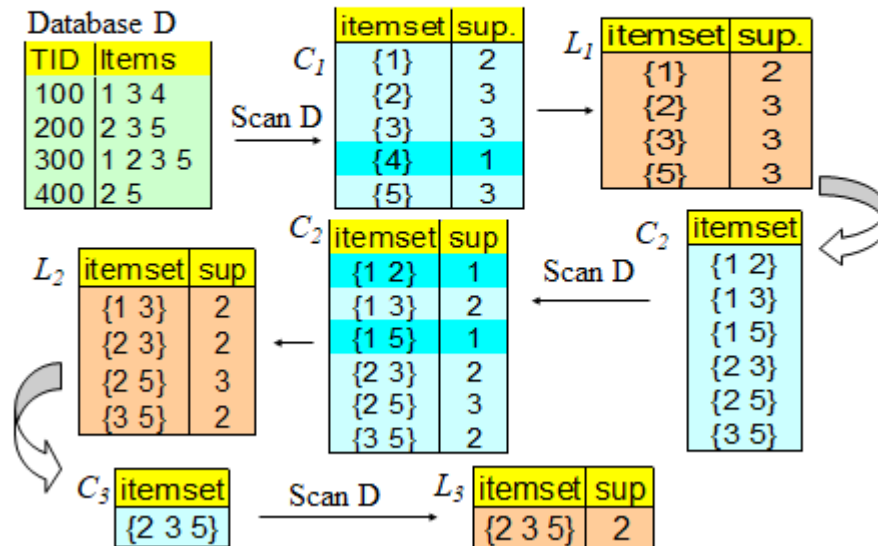 Database D
TID Items
100 1 3 4
200 2 3 5
300 1 2 3 5
400 2 5
Scan D
C1
itemset sup.
{1} 2
{2} 3
{3} 3
{4} 1
{5} 3
L1
itemset sup.
{1} 2
{2} 3
{3} 3
{5} 3
C2
itemset
{1 2}
{1 3}
{1 5}
{2 3}
{2 5}
{3 5}
Scan D
C2
itemset sup
{1 2} 1
{1 3} 2
{1 5} 1
{2 3} 2
{2 5} 3
{3 5} 2
L2
itemset sup
{1 3} 2
{2 3} 2
{2 5} 3
{3 5} 2
C3
itemset
{2 3 5}
Scan D
L3
itemset sup
{2 3 5} 2